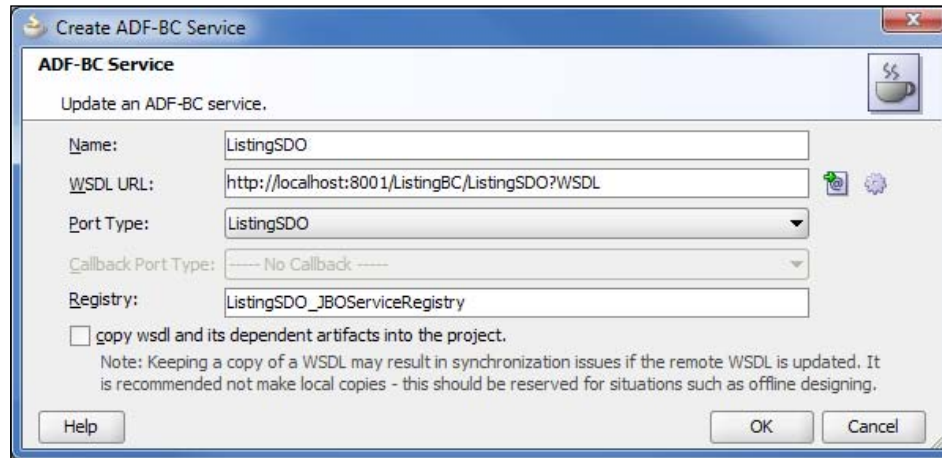 Create ADF-BC Service
ADF-BC Service
Update an ADF-BC service.
Name: ListingSDO
WSDL URL: http://localhost:8001/ListingBC/ListingSDO?WSDL
Port Type: ListingSDO
Callback Port Type: ----- No Callback -----
Registry: ListingSDO_JBOServiceRegistry
copy wsdl and its dependent artifacts into the project.
Note: Keeping a copy of a WSDL may result in synchronization issues if the remote WSDL is updated. It
is recommended not make local copies - this should be reserved for situations such as offline designing.
Help OK Cancel